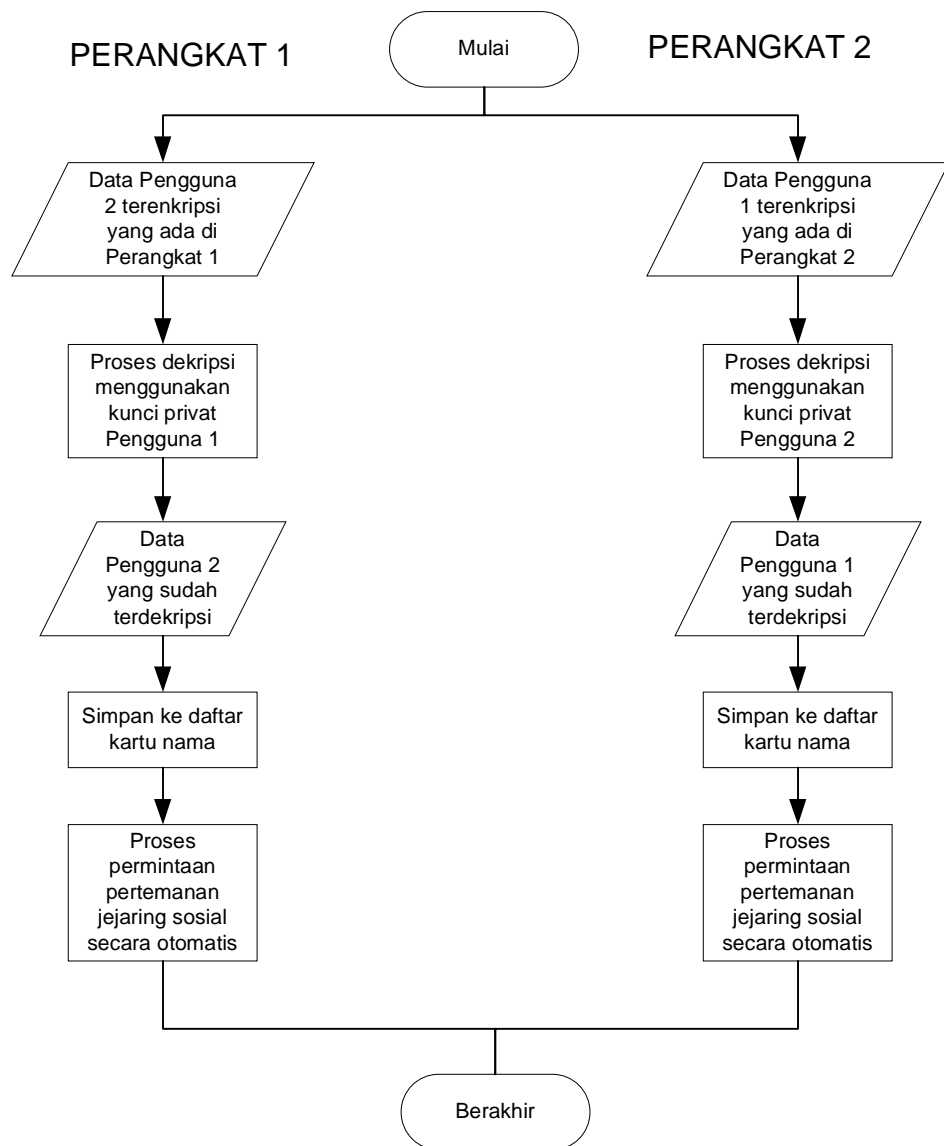 PERANGKAT 1
Mulai
PERANGKAT 2
Data Pengguna
2 terenkripsi
yang ada di
Perangkat 1
Data Pengguna
1 terenkripsi
yang ada di
Perangkat 2
Proses dekripsi
menggunakan
kunci privat
Pengguna 1
Proses dekripsi
menggunakan
kunci privat
Pengguna 2
Data
Pengguna 2
yang sudah
terdekripsi
Data
Pengguna 1
yang sudah
terdekripsi
Simpan ke daftar
kartu nama
Simpan ke daftar
kartu nama
Proses
permintaan
pertemanan
jejaring sosial
secara otomatis
Proses
permintaan
pertemanan
jejaring sosial
secara otomatis
Berakhir